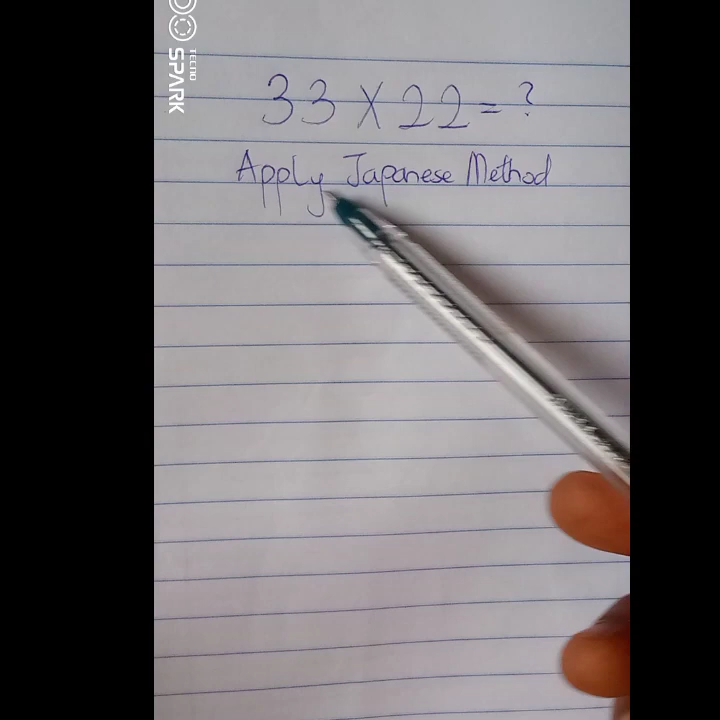 33 X 22 = ?
Apply Japanese Method
TECNO
SPARK